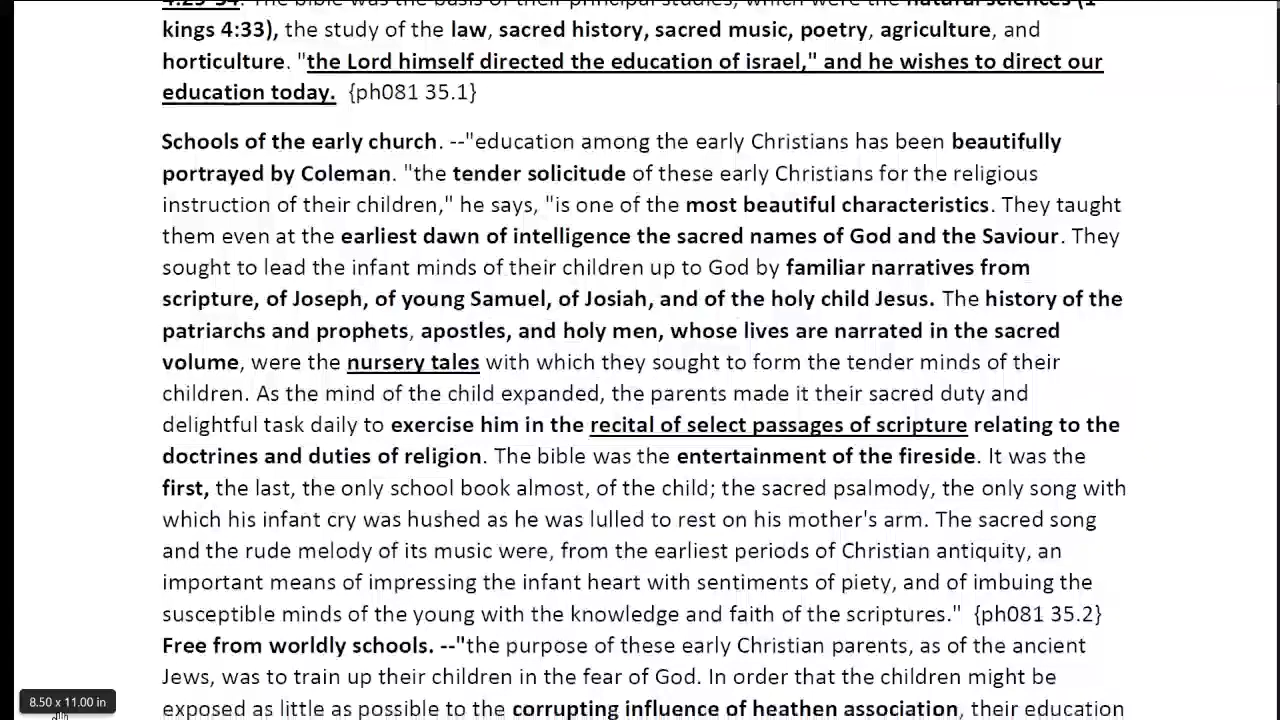 4:29-34. The bible was the basis of their principal studies, which were the natural sciences (1
kings 4:33), the study of the law, sacred history, sacred music, poetry, agriculture, and
horticulture. "the Lord himself directed the education of israel," and he wishes to direct our
education today. {ph081 35.1}
Schools of the early church. --"education among the early Christians has been beautifully
portrayed by Coleman. "the tender solicitude of these early Christians for the religious
instruction of their children," he says, "is one of the most beautiful characteristics. They taught
them even at the earliest dawn of intelligence the sacred names of God and the Saviour. They
sought to lead the infant minds of their children up to God by familiar narratives from
scripture, of Joseph, of young Samuel, of Josiah, and of the holy child Jesus. The history of the
patriarchs and prophets, apostles, and holy men, whose lives are narrated in the sacred
volume, were the nursery tales with which they sought to form the tender minds of their
children. As the mind of the child expanded, the parents made it their sacred duty and
delightful task daily to exercise him in the recital of select passages of scripture relating to the
doctrines and duties of religion. The bible was the entertainment of the fireside. It was the
first, the last, the only school book almost, of the child; the sacred psalmody, the only song with
which his infant cry was hushed as he was lulled to rest on his mother's arm. The sacred song
and the rude melody of its music were, from the earliest periods of Christian antiquity, an
important means of impressing the infant heart with sentiments of piety, and of imbuing the
susceptible minds of the young with the knowledge and faith of the scriptures." {ph081 35.2}
Free from worldly schools. --"the purpose of these early Christian parents, as of the ancient
Jews, was to train up their children in the fear of God. In order that the children might be
exposed as little as possible to the corrupting influence of heathen association, their education
8.50 x 11.00 in